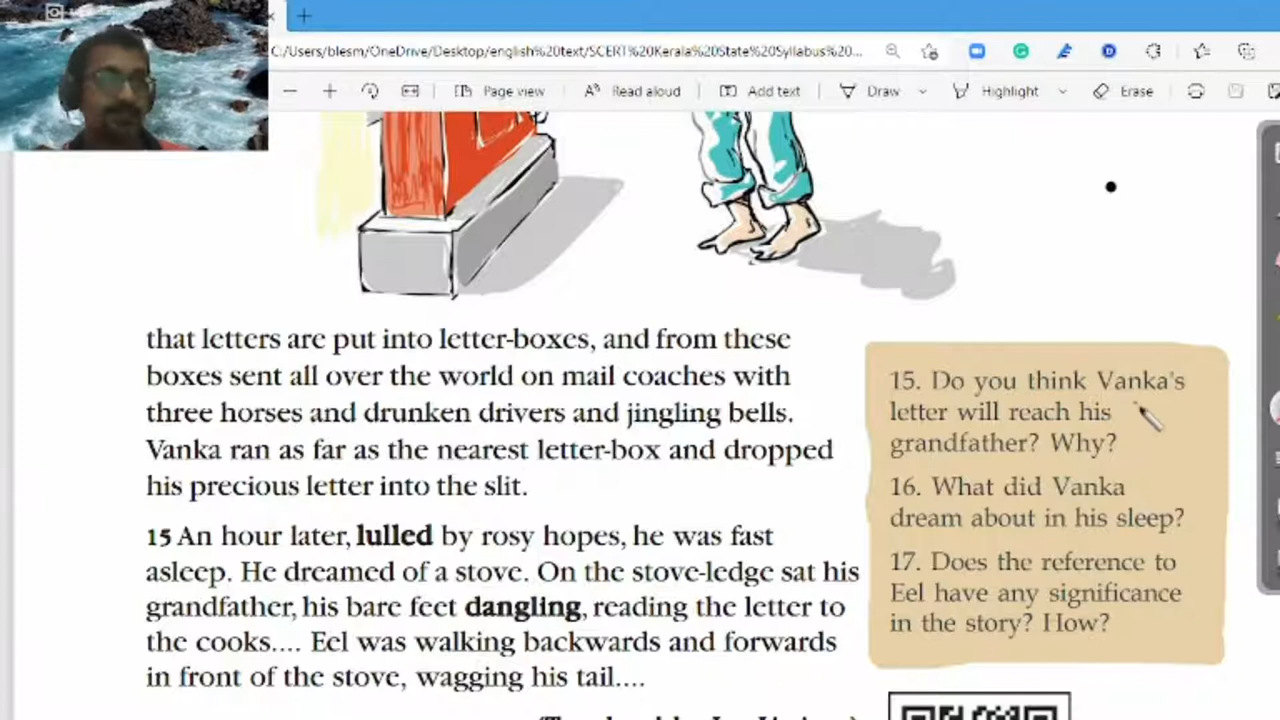 C:/Users/blesm/OneDrive/Desktop/english%20text/SCERT%20Kerala%20State%20Syllabus%20...
Page view
Read aloud
Add text
Draw
Highlight
Erase
that letters are put into letter-boxes, and from these
boxes sent all over the world on mail coaches with
three horses and drunken drivers and jingling bells.
Vanka ran as far as the nearest letter-box and dropped
his precious letter into the slit.
15 An hour later, lulled by rosy hopes, he was fast
asleep. He dreamed of a stove. On the stove-ledge sat his
grandfather, his bare feet dangling, reading the letter to
the cooks.... Eel was walking backwards and forwards
in front of the stove, wagging his tail....
15. Do you think Vanka's
letter will reach his
grandfather? Why?
16. What did Vanka
dream about in his sleep?
17. Does the reference to
Eel have any significance
in the story? How?